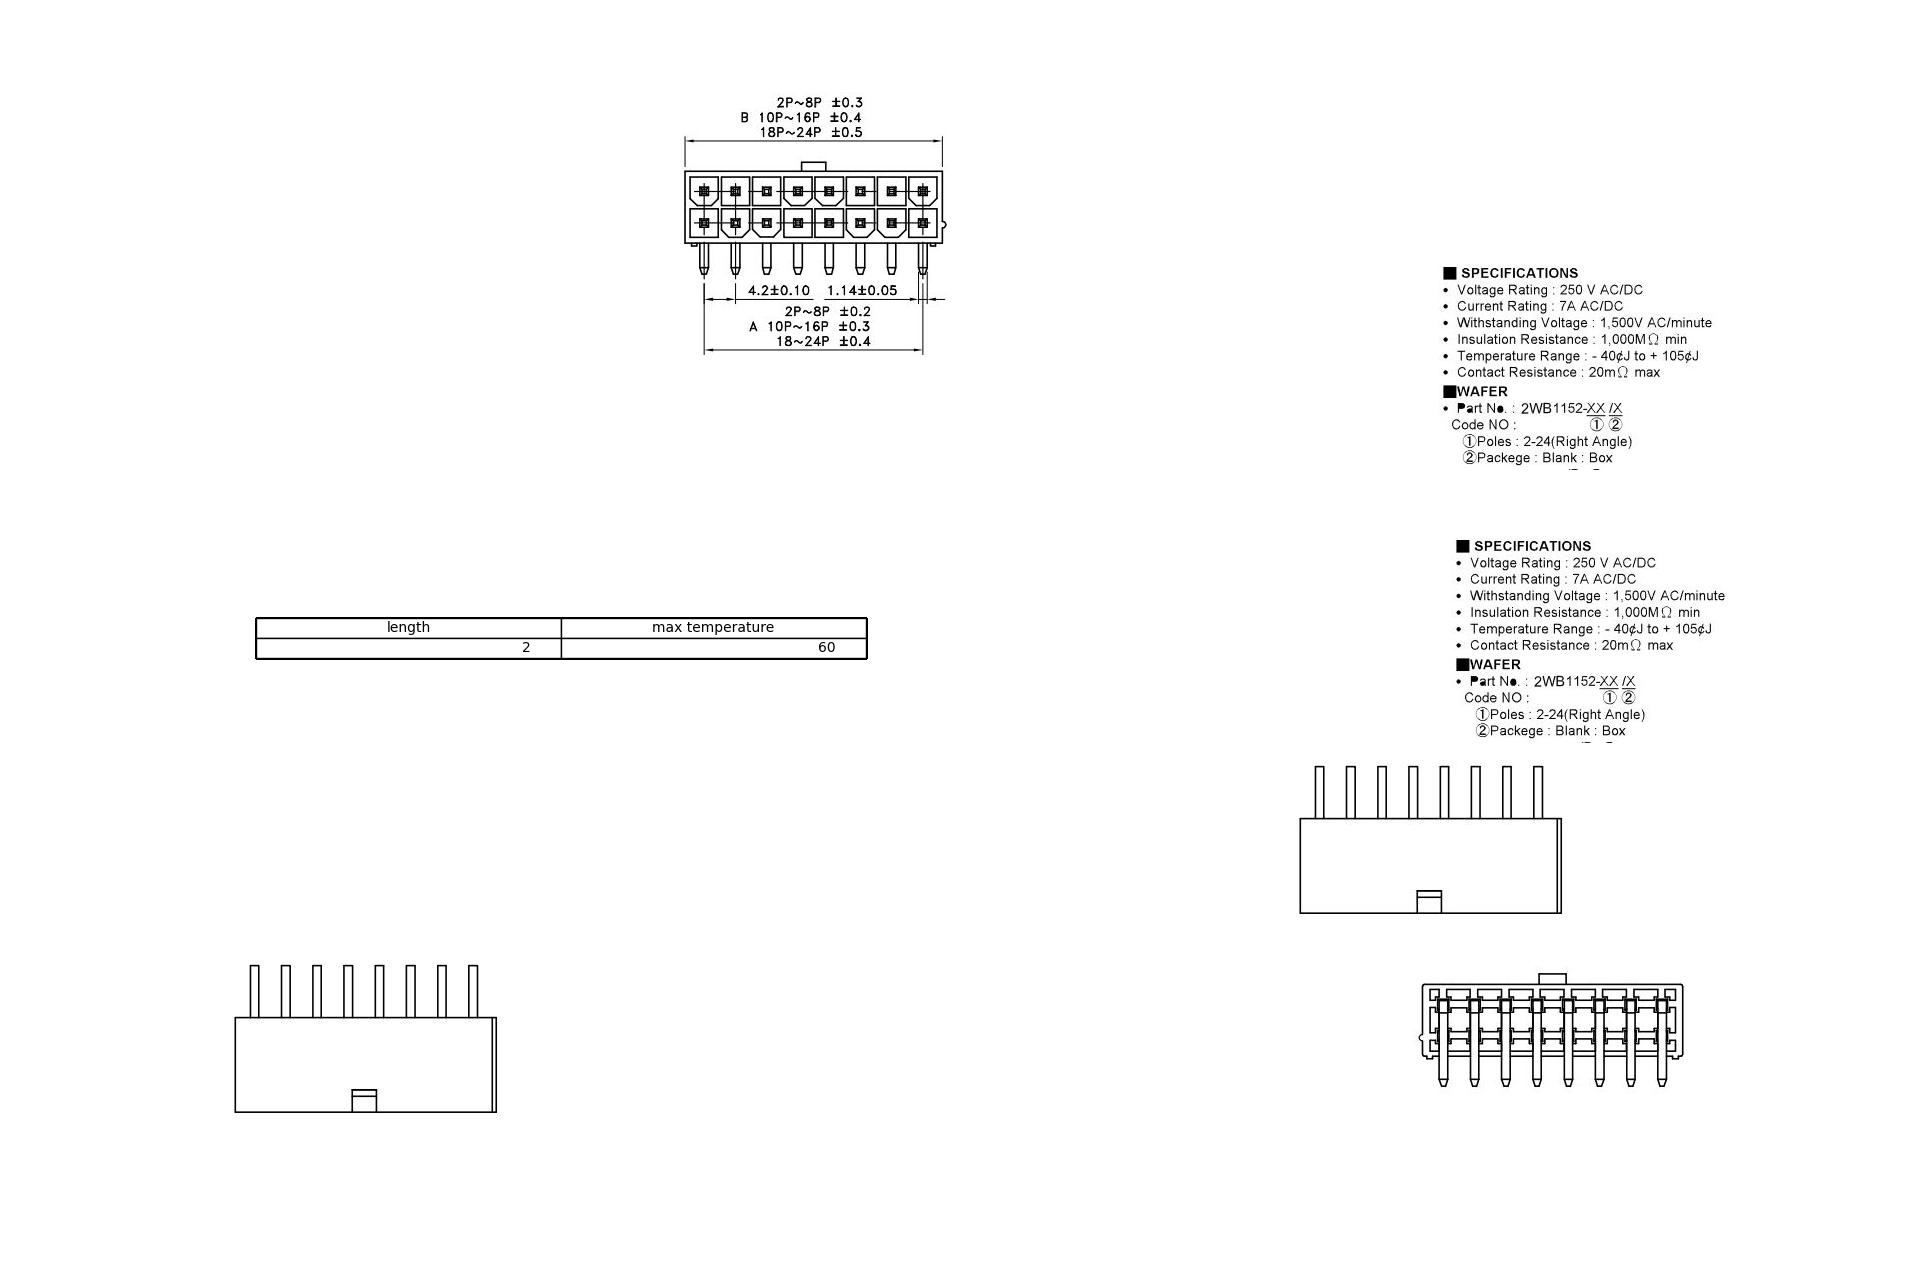 2P~8P ±0.3
B 10P~16P ±0.4
18P~24P ±0.5
4.2±0.10 1.14±0.05
2P~8P ±0.2
A 10P~16P ±0.3
18~24P ±0.4
■ SPECIFICATIONS
• Voltage Rating : 250 V AC/DC
• Current Rating : 7A AC/DC
• Withstanding Voltage : 1,500V AC/minute
• Insulation Resistance : 1,000MΩ min
• Temperature Range : - 40¢J to + 105¢J
• Contact Resistance : 20mΩ max
■WAFER
• Part No. : 2WB1152-XX /X
Code NO : ① ②
①Poles : 2-24(Right Angle)
②Packege : Blank : Box
■ SPECIFICATIONS
• Voltage Rating : 250 V AC/DC
• Current Rating : 7A AC/DC
• Withstanding Voltage : 1,500V AC/minute
• Insulation Resistance : 1,000MΩ min
• Temperature Range : - 40¢J to + 105¢J
• Contact Resistance : 20mΩ max
■WAFER
• Part No. : 2WB1152-XX /X
Code NO : ① ②
①Poles : 2-24(Right Angle)
②Packege : Blank : Box
length max temperature
2 60